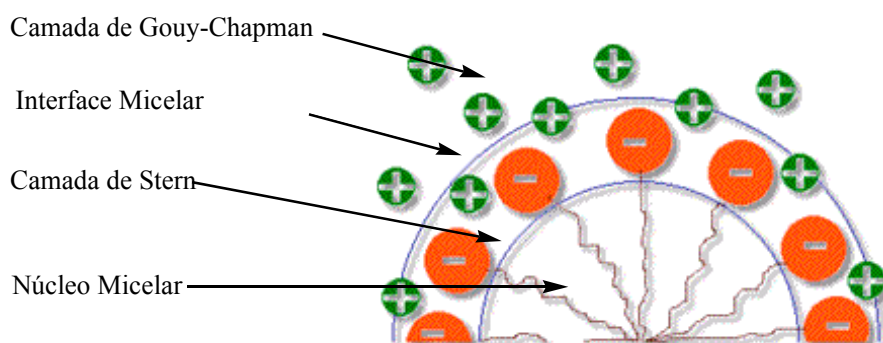 Camada de Gouy-Chapman
Interface Micelar
Camada de Stern
Núcleo Micelar